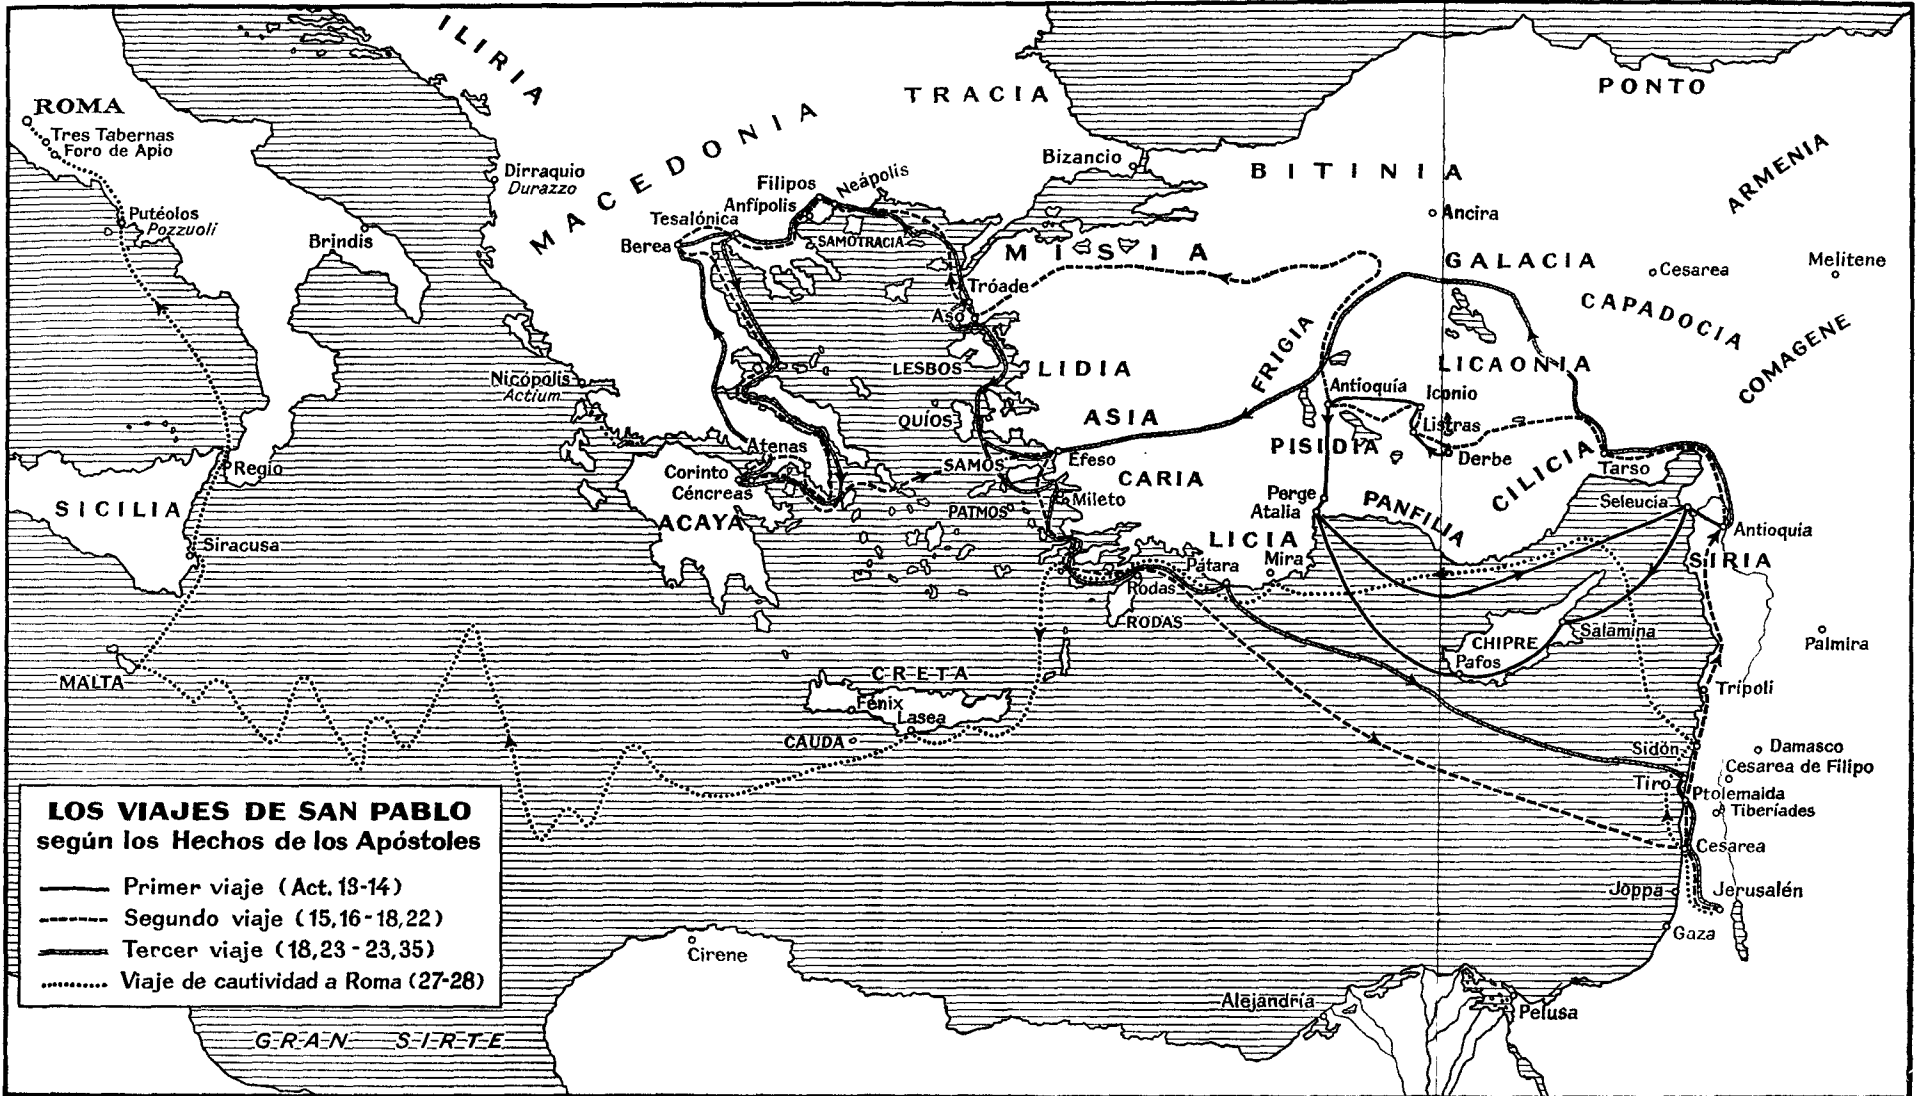 ILIRIA
TRACIA
PONTO
ROMA
Tres Tabernas
Foro de Apio
MACEDONIA
Dirraquio
Durazzo
Bizancio
BITINIA
ARMENIA
Filipos
Neápolis
Anfípolis
Tesalónica
Berea
SAMOTRACIA
Putéolos
Pozzuoli
Brindis
Ancira
MISIA
GALACIA
Cesarea
Melitene
CAPADOCIA
COMAGENE
Tróade
Aso
FRIGIA
LICAONIA
Nicópolis
Actium
LESBOS
LIDIA
Antioquía
Iconio
QUÍOS
ASIA
Listras
PISIDIA
Derbe
CILICIA
Tarso
Atenas
Corinto
Céncreas
SAMOS
Efeso
CARIA
Regio
SICILIA
ACAYA
PATMOS
Mileto
Perge
Atalia
PANFILIA
Seleucia
Antioquía
Siracusa
LICIA
Mira
Pátara
SIRIA
Rodas
RODAS
CHIPRE
Salamina
Pafos
Palmira
MALTA
CRETA
Fénix
Lasea
CAUDA
Trípoli
Sidón
Damasco
Cesarea de Filipo
Tiro
Ptolemaida
Tiberíades
Cesarea
Joppa
Jerusalén
Gaza
LOS VIAJES DE SAN PABLO
según los Hechos de los Apóstoles
Primer viaje (Act. 13-14)
Segundo viaje (15,16-18,22)
Tercer viaje (18,23-23,35)
Viaje de cautividad a Roma (27-28)
Cirene
Alejandría
Pelusa
GRAN SIRTE